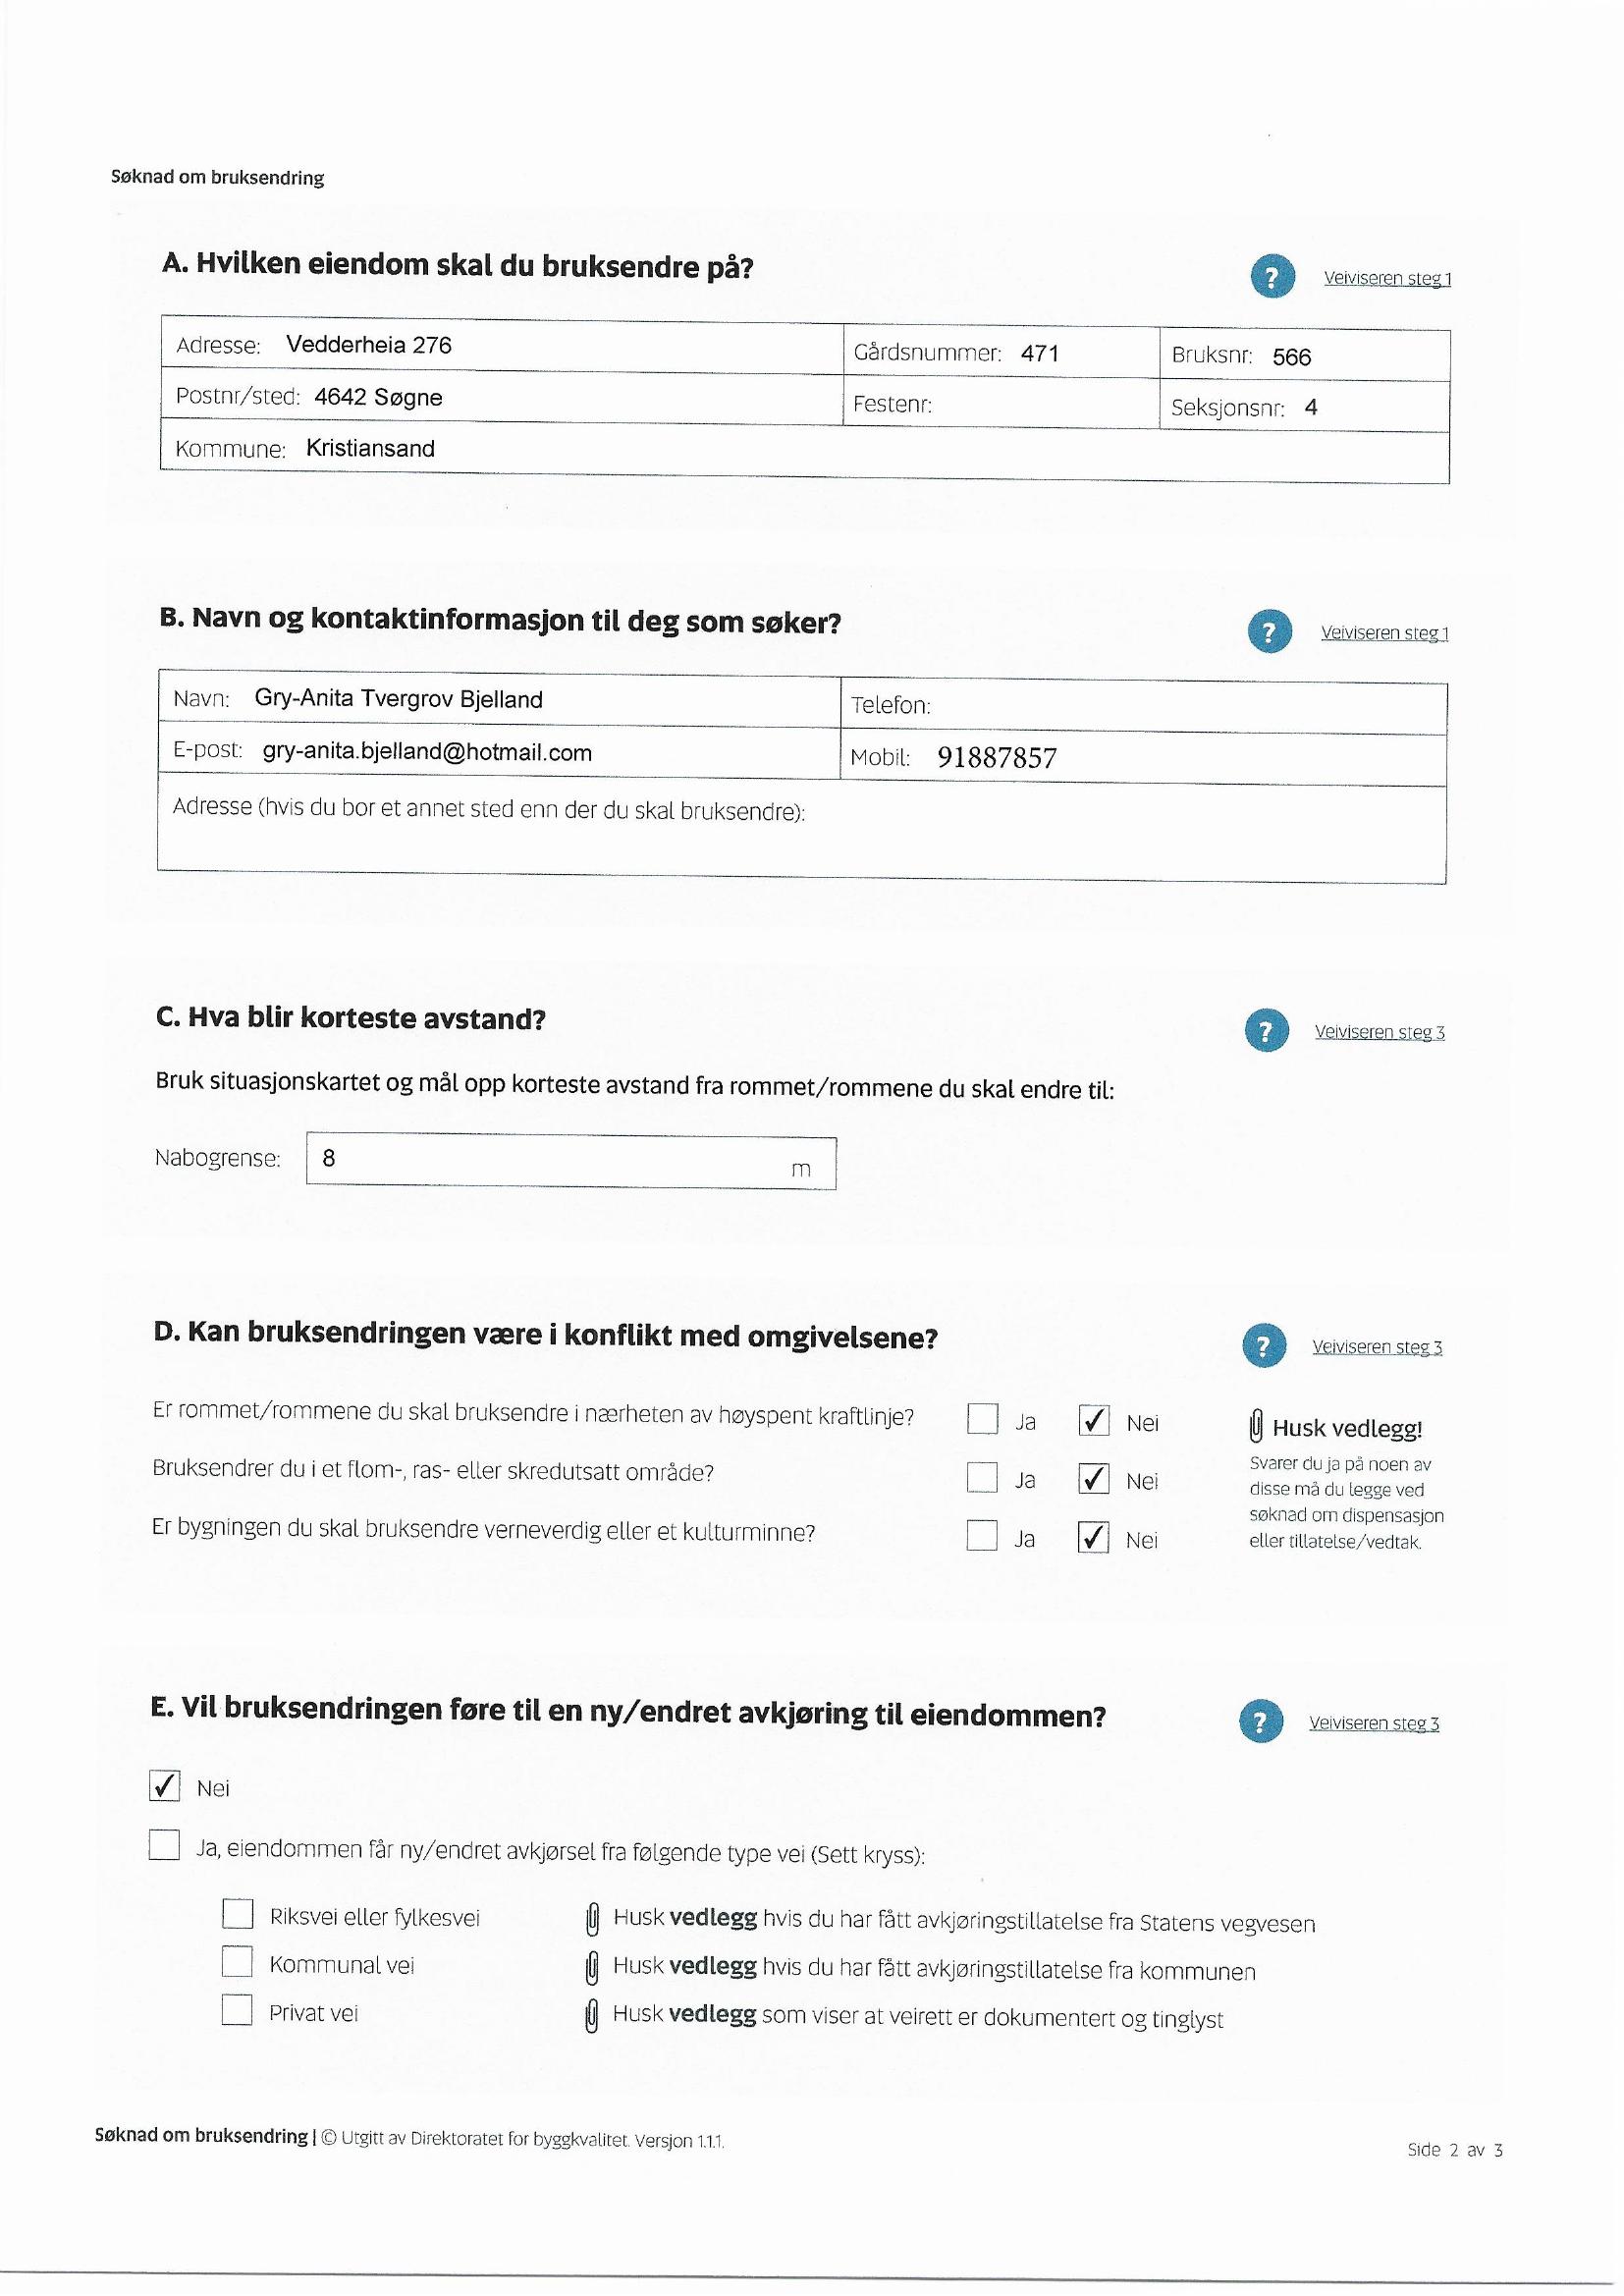 Søknad om bruksendring
A. Hvilken eiendom skal du bruksendre på?
? Veiviseren steg 1
Adresse: Vedderheia 276
Gårdsnummer: 471
Bruksnr: 566
Postnr/sted: 4642 Søgne
Festenr:
Seksjonsnr: 4
Kommune: Kristiansand
B. Navn og kontaktinformasjon til deg som søker?
? Veiviseren steg 1
Navn: Gry-Anita Tvergrov Bjelland
Telefon:
E-post: gry-anita.bjelland@hotmail.com
Mobil: 91887857
Adresse (hvis du bor et annet sted enn der du skal bruksendre):
C. Hva blir korteste avstand?
? Veiviseren steg 3
Bruk situasjonskartet og mål opp korteste avstand fra rommet/rommene du skal endre til:
Nabogrense: 8 m
D. Kan bruksendringen være i konflikt med omgivelsene?
? Veiviseren steg 3
Er rommet/rommene du skal bruksendre i nærheten av høyspent kraftlinje? Ja ✓ Nei
Bruksendrer du i et flom-, ras- eller skredutsatt område? Ja ✓ Nei
Er bygningen du skal bruksendre verneverdig eller et kulturminne? Ja ✓ Nei
Husk vedlegg!
Svarer du ja på noen av
disse må du legge ved
søknad om dispensasjon
eller tillatelse/vedtak.
E. Vil bruksendringen føre til en ny/endret avkjøring til eiendommen?
? Veiviseren steg 3
✓ Nei
Ja, eiendommen får ny/endret avkjørsel fra følgende type vei (Sett kryss):
Riksvei eller fylkesvei
Husk vedlegg hvis du har fått avkjøringstillatelse fra Statens vegvesen
Kommunal vei
Husk vedlegg hvis du har fått avkjøringstillatelse fra kommunen
Privat vei
Husk vedlegg som viser at veirett er dokumentert og tinglyst
Søknad om bruksendring | © Utgitt av Direktoratet for byggkvalitet. Versjon 1.1.1.
Side 2 av 3